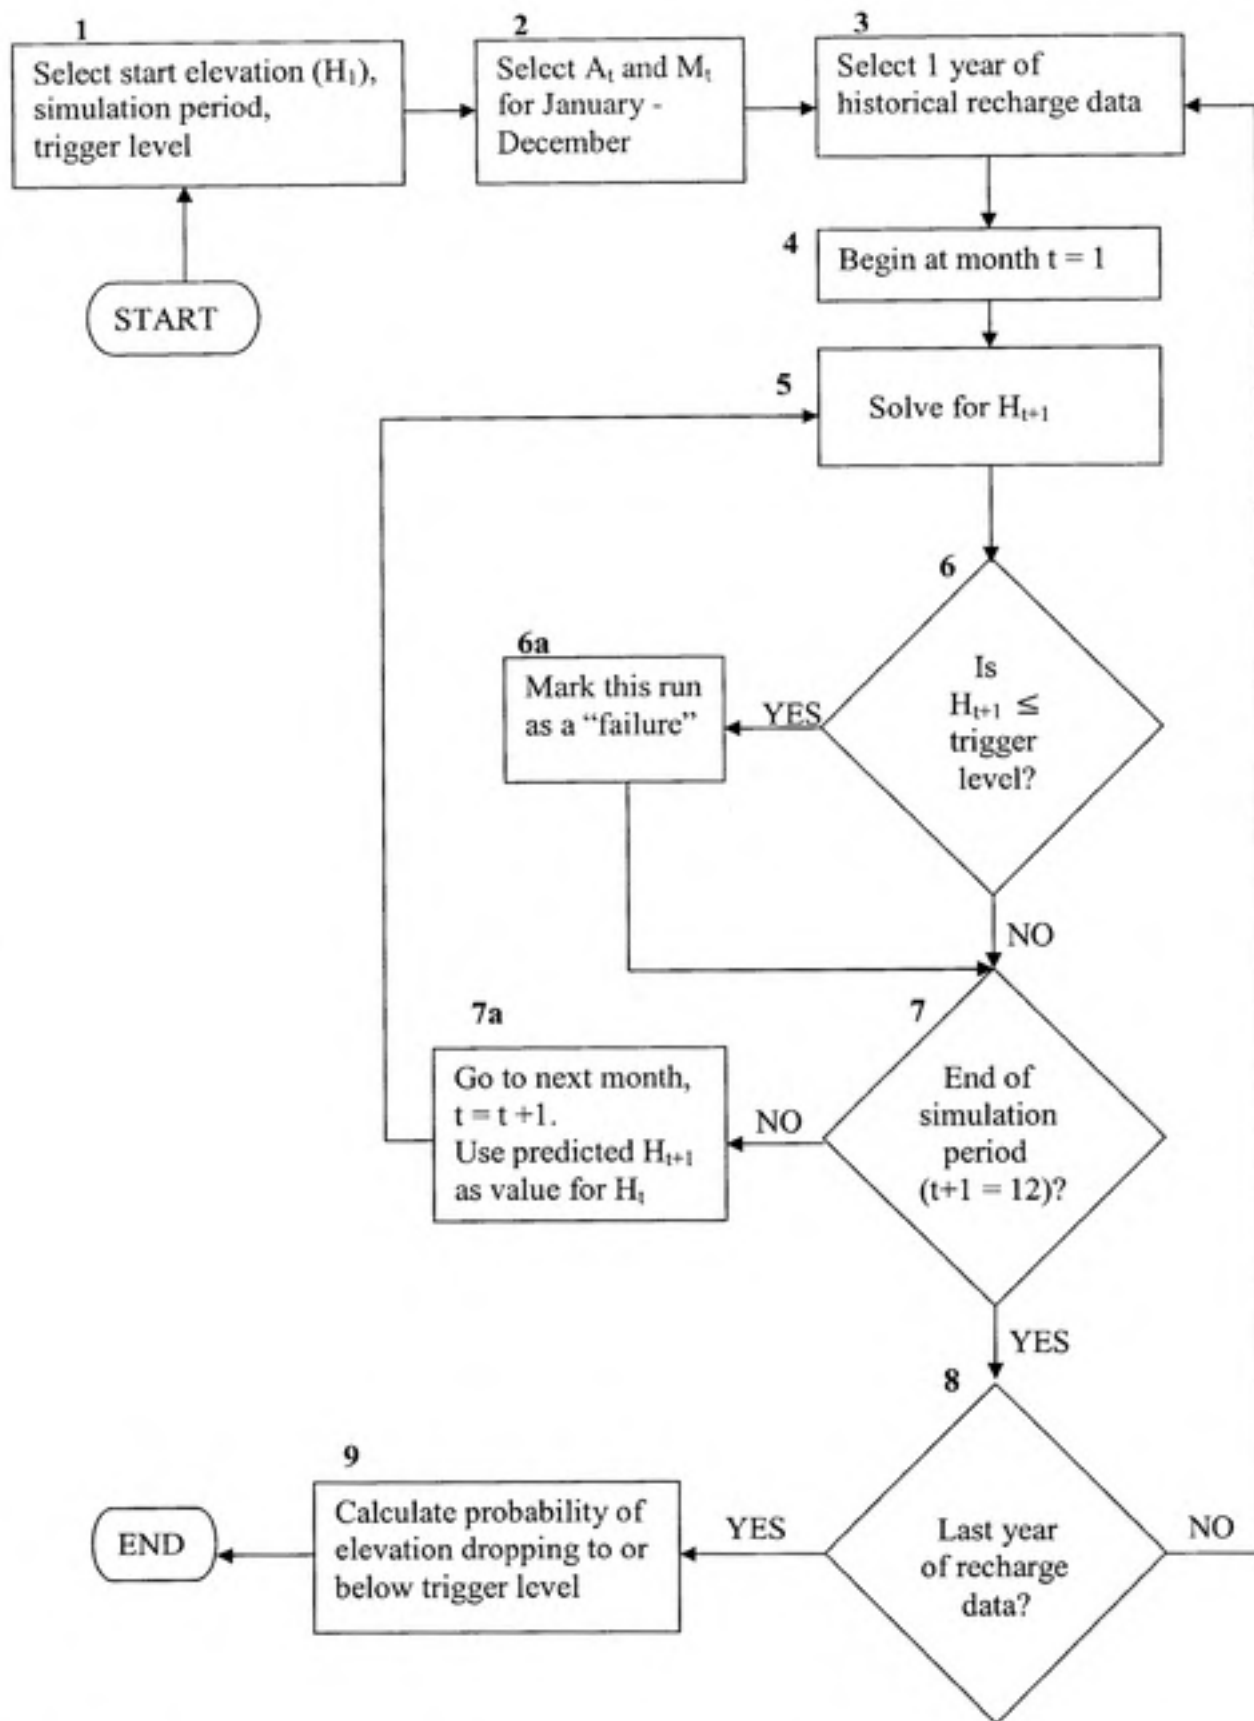 1
Select start elevation (H₁),
simulation period,
trigger level
2
Select Aₜ and Mₜ
for January -
December
3
Select 1 year of
historical recharge data
START
4
Begin at month t = 1
5
Solve for Hₜ₊₁
6
Is
Hₜ₊₁ ≦
trigger
level?
YES
6a
Mark this run
as a “failure”
NO
7
End of
simulation
period
(t+1 = 12)?
NO
7a
Go to next month,
t = t +1.
Use predicted Hₜ₊₁
as value for Hₜ
YES
8
Last year
of recharge
data?
NO
YES
9
Calculate probability of
elevation dropping to or
below trigger level
END